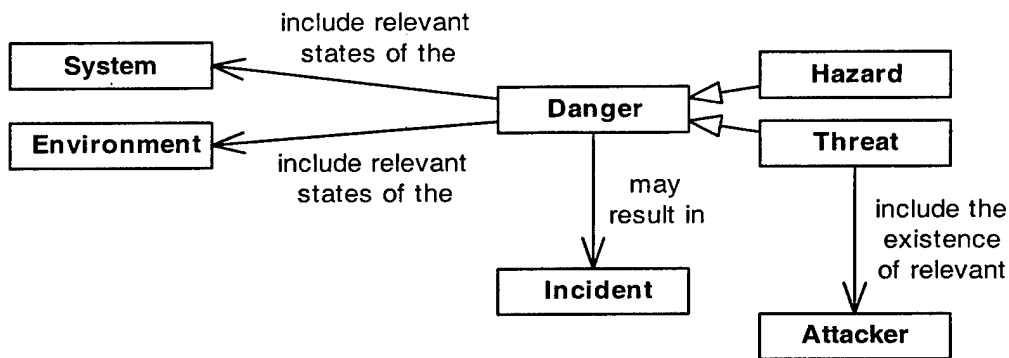 include relevant
states of the
System
Environment
include relevant
states of the
Danger
Hazard
Threat
may
result in
include the
existence
of relevant
Incident
Attacker